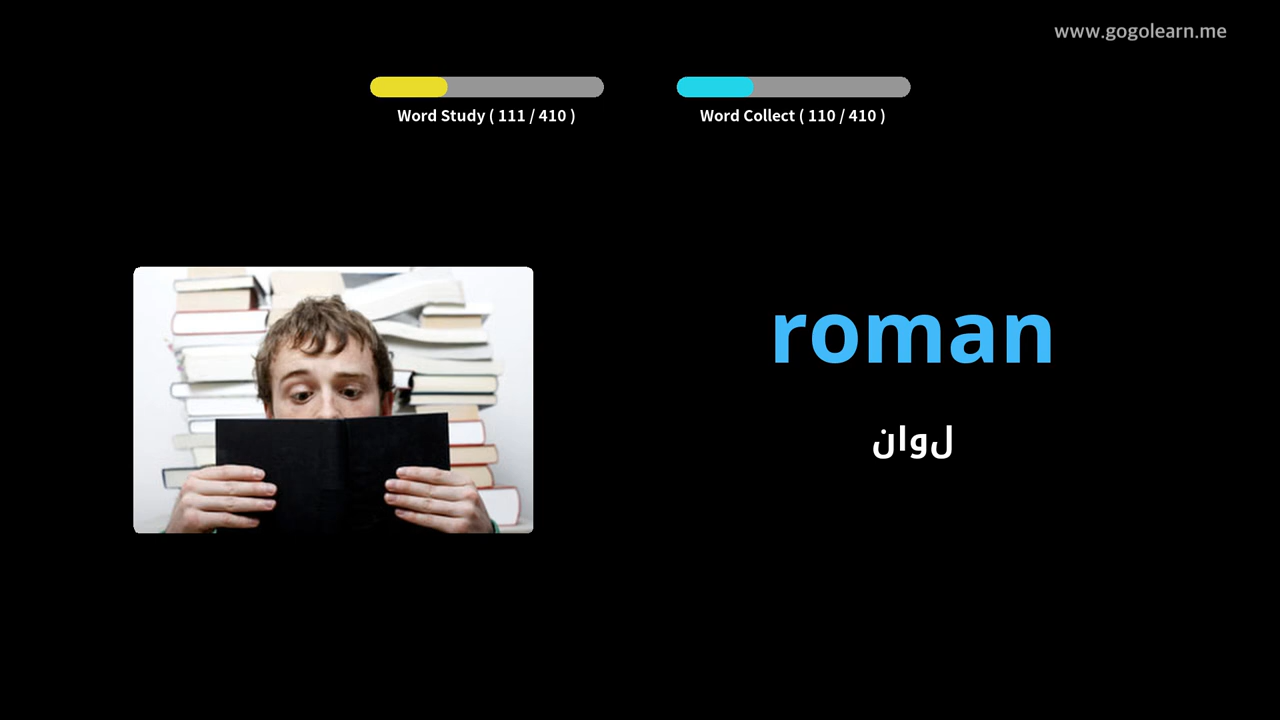 www.gogolearn.me
Word Study ( 111 / 410 )
Word Collect ( 110 / 410 )
roman
لوان